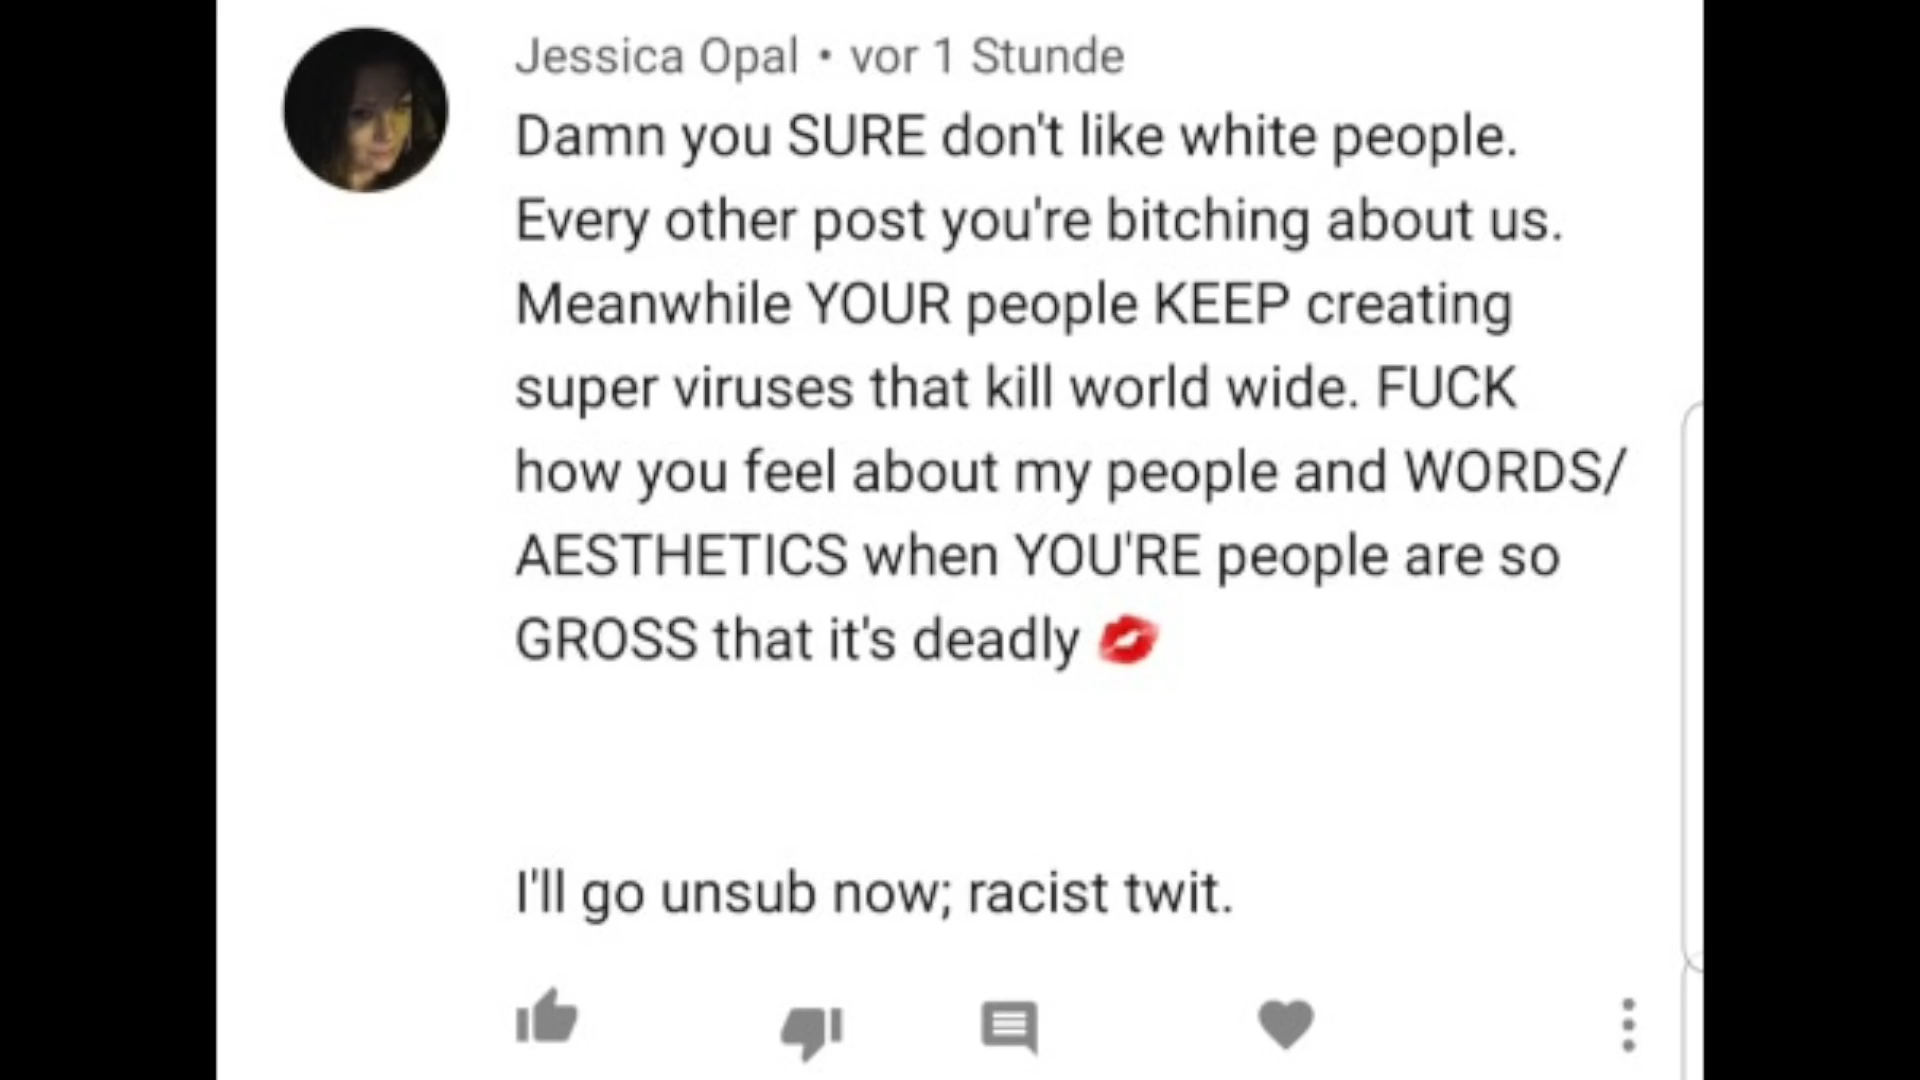 Jessica Opal • vor 1 Stunde
Damn you SURE don't like white people.
Every other post you're bitching about us.
Meanwhile YOUR people KEEP creating
super viruses that kill world wide. FUCK
how you feel about my people and WORDS/
AESTHETICS when YOU'RE people are so
GROSS that it's deadly 💋
I'll go unsub now; racist twit.